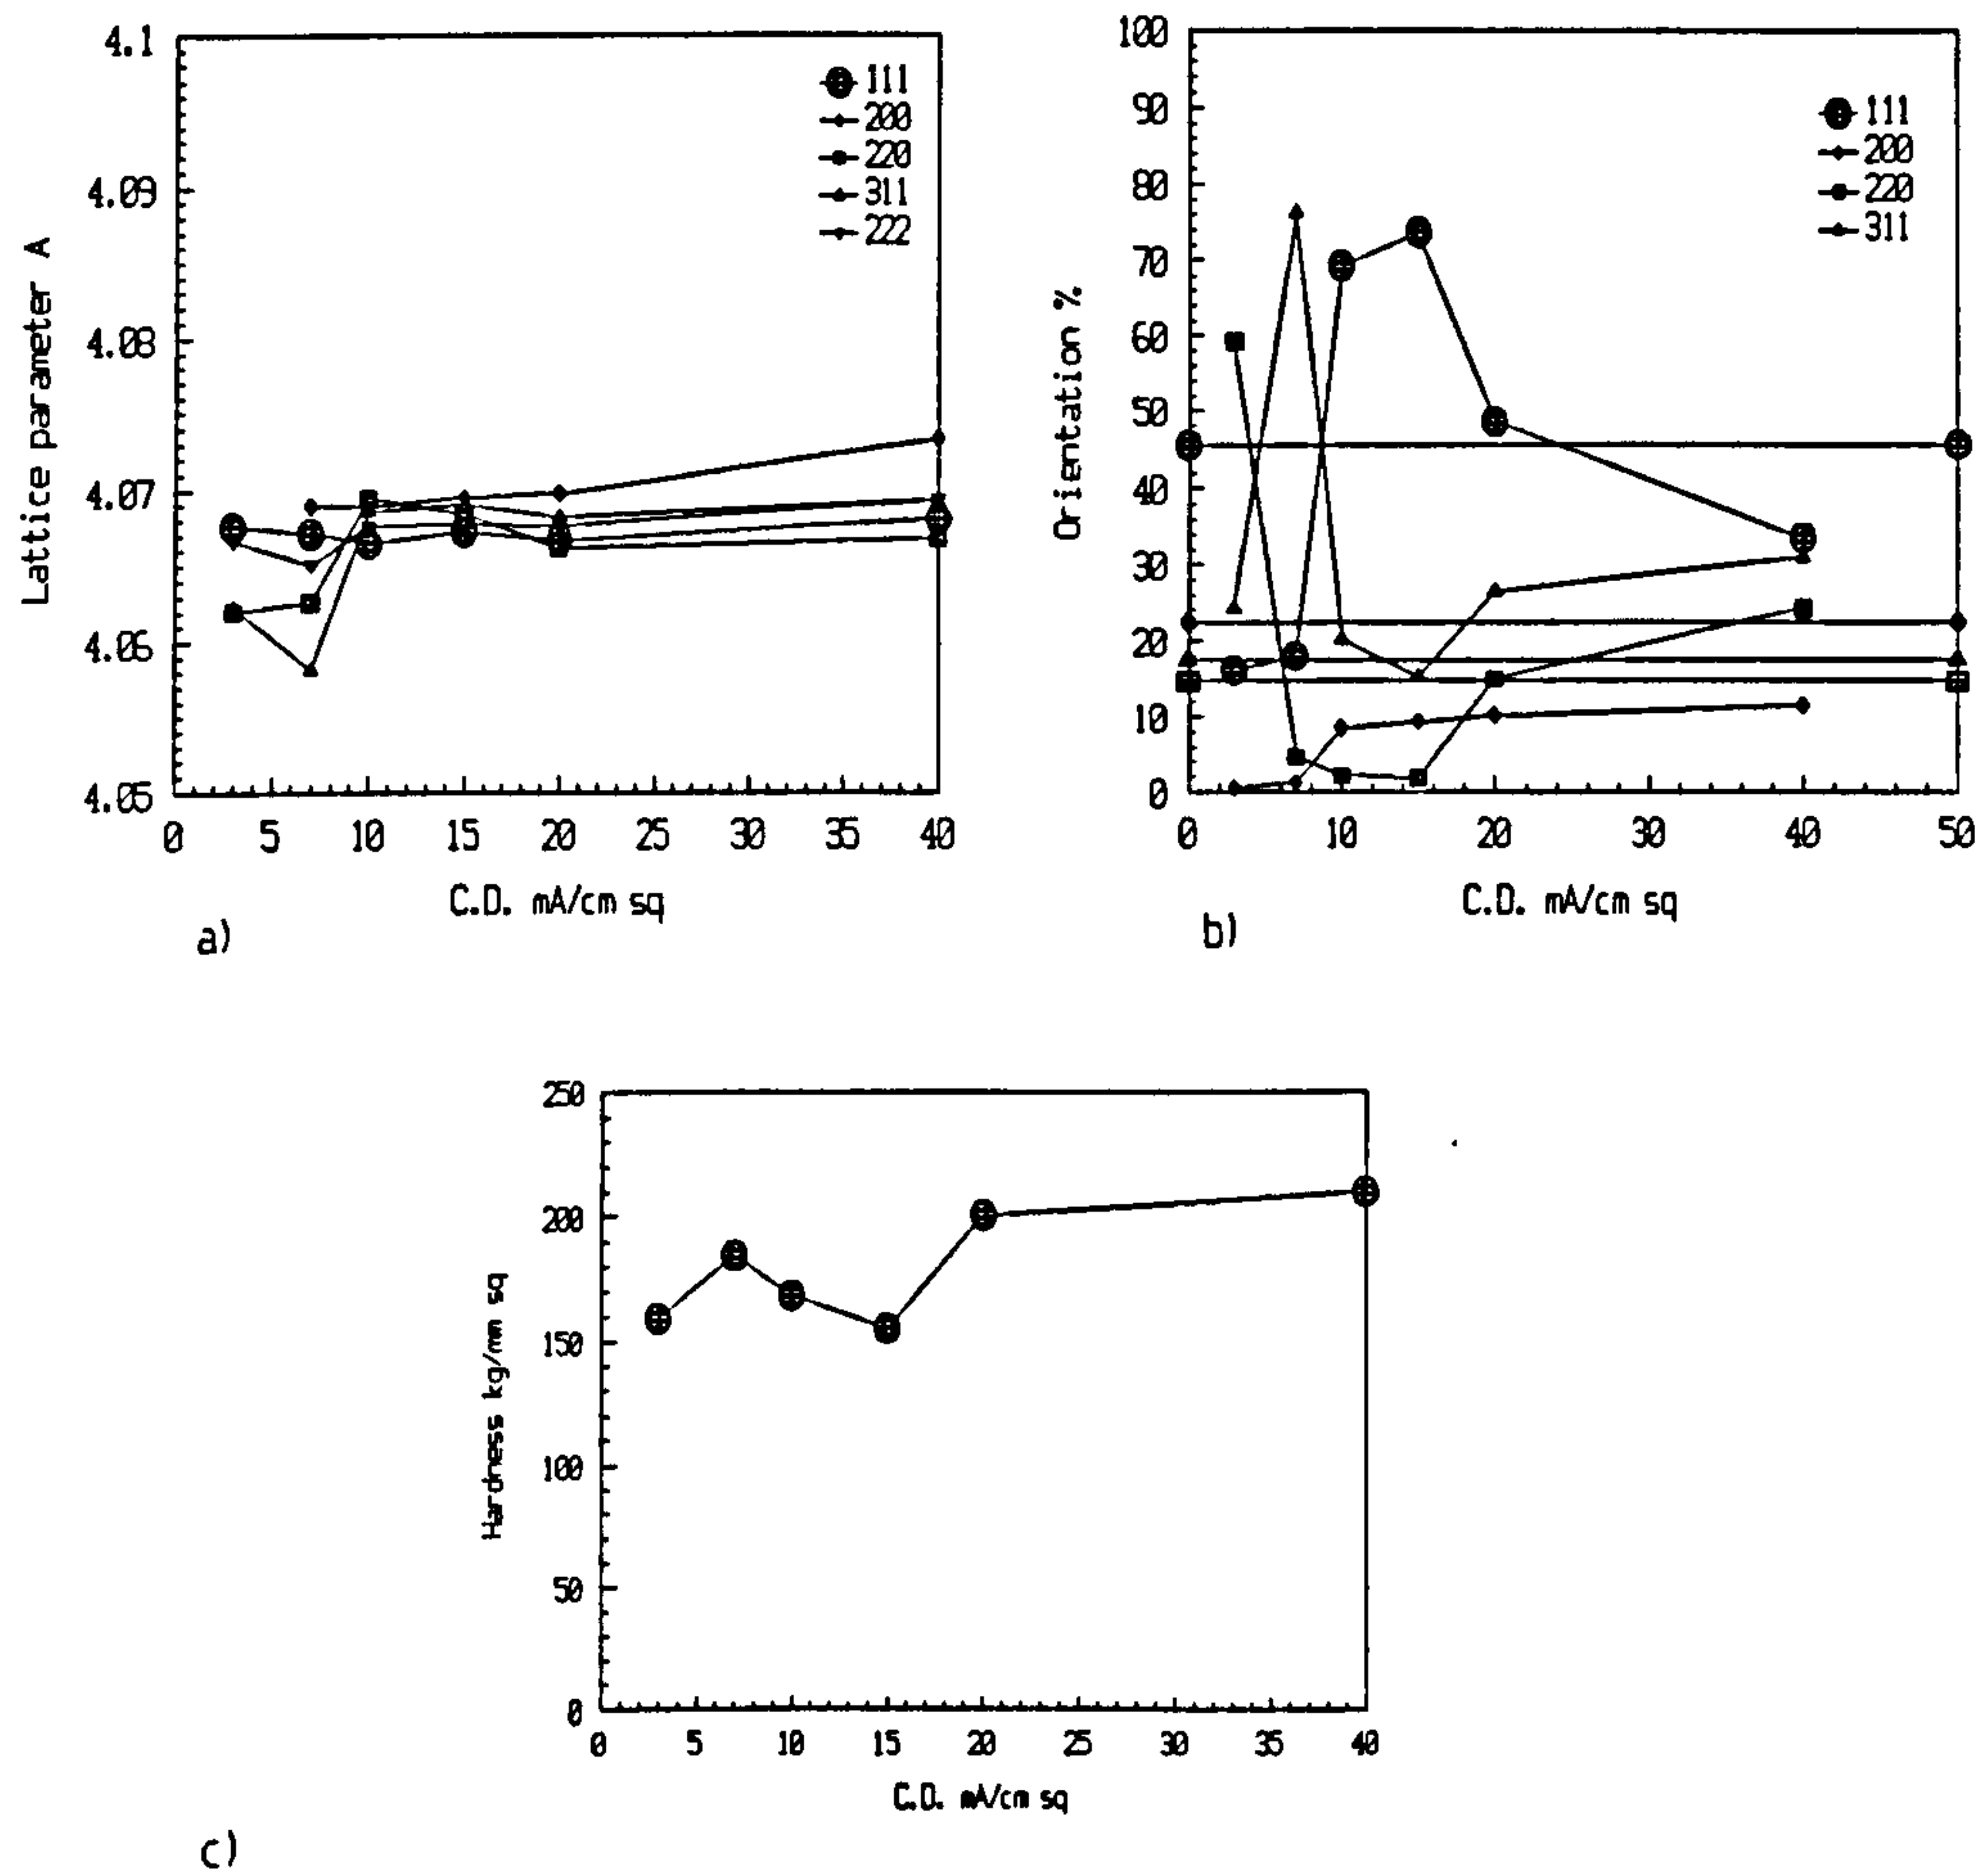 4.1
4.09
4.08
4.07
4.06
4.05
Lattice parameter A
111
200
220
311
222
0 5 10 15 20 25 30 35 40
C.D. mA/cm sq
a)
100
90
80
70
60
50
40
30
20
10
0
Orientation %
111
200
220
311
0 10 20 30 40 50
C.D. mA/cm sq
b)
250
200
150
100
50
0
Hardness kg/mm sq
0 5 10 15 20 25 30 35 40
C.D. mA/cm sq
c)